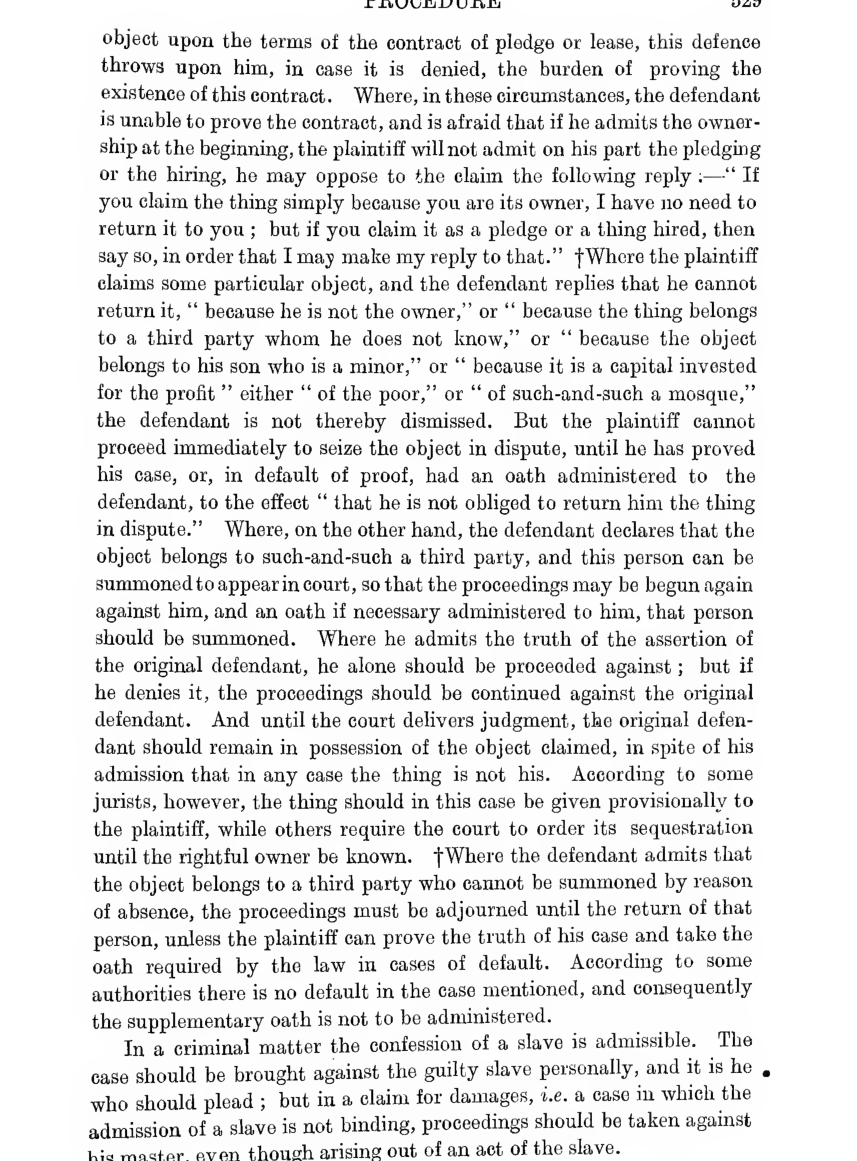 PROCEDURE 529
object upon the terms of the contract of pledge or lease, this defence
throws upon him, in case it is denied, the burden of proving the
existence of this contract. Where, in these circumstances, the defendant
is unable to prove the contract, and is afraid that if he admits the owner-
ship at the beginning, the plaintiff will not admit on his part the pledging
or the hiring, he may oppose to the claim the following reply :—“ If
you claim the thing simply because you are its owner, I have no need to
return it to you ; but if you claim it as a pledge or a thing hired, then
say so, in order that I may make my reply to that.” †Where the plaintiff
claims some particular object, and the defendant replies that he cannot
return it, “ because he is not the owner,” or “ because the thing belongs
to a third party whom he does not know,” or “ because the object
belongs to his son who is a minor,” or “ because it is a capital invested
for the profit ” either “ of the poor,” or “ of such-and-such a mosque,”
the defendant is not thereby dismissed. But the plaintiff cannot
proceed immediately to seize the object in dispute, until he has proved
his case, or, in default of proof, had an oath administered to the
defendant, to the effect “ that he is not obliged to return him the thing
in dispute.” Where, on the other hand, the defendant declares that the
object belongs to such-and-such a third party, and this person can be
summoned to appear in court, so that the proceedings may be begun again
against him, and an oath if necessary administered to him, that person
should be summoned. Where he admits the truth of the assertion of
the original defendant, he alone should be proceeded against ; but if
he denies it, the proceedings should be continued against the original
defendant. And until the court delivers judgment, the original defen-
dant should remain in possession of the object claimed, in spite of his
admission that in any case the thing is not his. According to some
jurists, however, the thing should in this case be given provisionally to
the plaintiff, while others require the court to order its sequestration
until the rightful owner be known. †Where the defendant admits that
the object belongs to a third party who cannot be summoned by reason
of absence, the proceedings must be adjourned until the return of that
person, unless the plaintiff can prove the truth of his case and take the
oath required by the law in cases of default. According to some
authorities there is no default in the case mentioned, and consequently
the supplementary oath is not to be administered.
In a criminal matter the confession of a slave is admissible. The
case should be brought against the guilty slave personally, and it is he
who should plead ; but in a claim for damages, i.e. a case in which the
admission of a slave is not binding, proceedings should be taken against
his master, even though arising out of an act of the slave.